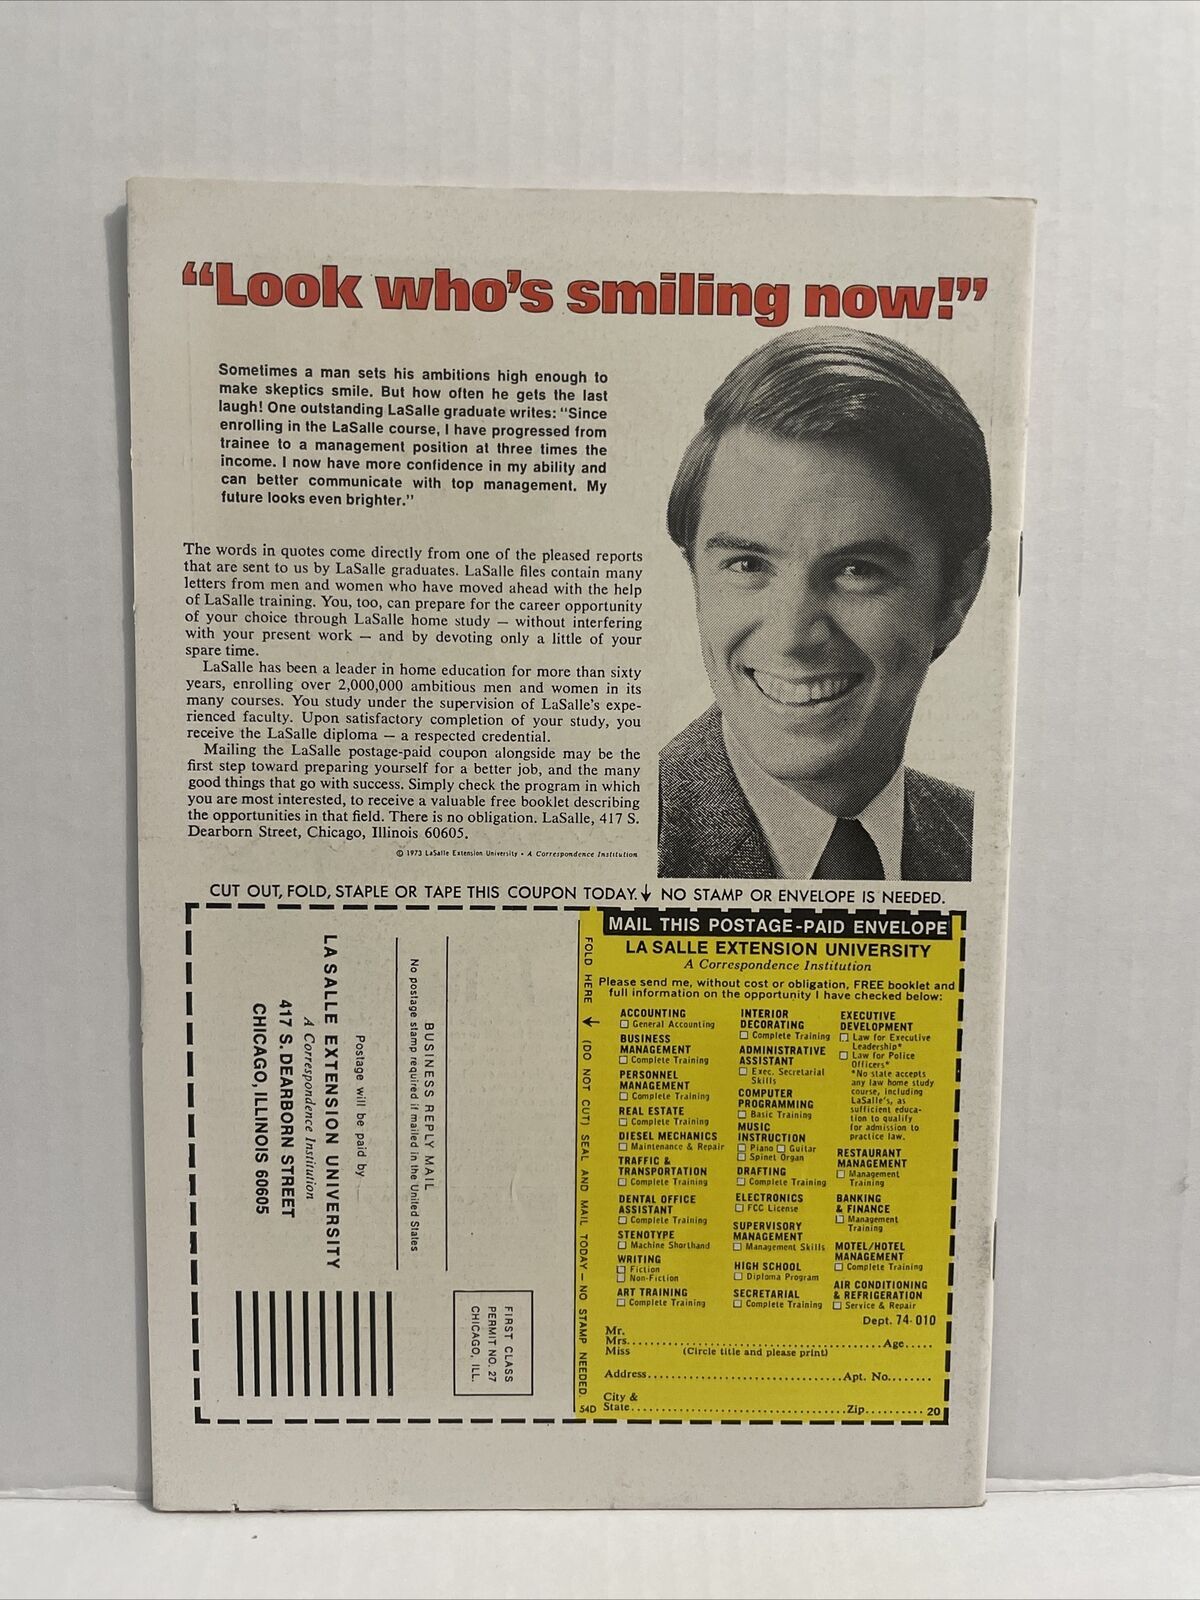 “Look who’s smiling now!”
Sometimes a man sets his ambitions high enough to
make skeptics smile. But how often he gets the last
laugh! One outstanding LaSalle graduate writes: “Since
enrolling in the LaSalle course, I have progressed from
trainee to a management position at three times the
income. I now have more confidence in my ability and
can better communicate with top management. My
future looks even brighter.”
The words in quotes come directly from one of the pleased reports
that are sent to us by LaSalle graduates. LaSalle files contain many
letters from men and women who have moved ahead with the help
of LaSalle training. You, too, can prepare for the career opportunity
of your choice through LaSalle home study — without interfering
with your present work — and by devoting only a little of your
spare time.
LaSalle has been a leader in home education for more than sixty
years, enrolling over 2,000,000 ambitious men and women in its
many courses. You study under the supervision of LaSalle’s expe-
rienced faculty. Upon satisfactory completion of your study, you
receive the LaSalle diploma — a respected credential.
Mailing the LaSalle postage-paid coupon alongside may be the
first step toward preparing yourself for a better job, and the many
good things that go with success. Simply check the program in which
you are most interested, to receive a valuable free booklet describing
the opportunities in that field. There is no obligation. LaSalle, 417 S.
Dearborn Street, Chicago, Illinois 60605.
© 1973 LaSalle Extension University • A Correspondence Institution
CUT OUT, FOLD, STAPLE OR TAPE THIS COUPON TODAY. ↓ NO STAMP OR ENVELOPE IS NEEDED.
FIRST CLASS
PERMIT NO. 27
CHICAGO, ILL.
BUSINESS REPLY MAIL
No postage stamp required if mailed in the United States
Postage will be paid by
LA SALLE EXTENSION UNIVERSITY
A Correspondence Institution
417 S. DEARBORN STREET
CHICAGO, ILLINOIS 60605
FOLD HERE ↓ (DO NOT CUT) SEAL AND MAIL TODAY — NO STAMP NEEDED.
54D
MAIL THIS POSTAGE-PAID ENVELOPE
LA SALLE EXTENSION UNIVERSITY
A Correspondence Institution
Please send me, without cost or obligation, FREE booklet and
full information on the opportunity I have checked below:
ACCOUNTING
☐ General Accounting
BUSINESS
MANAGEMENT
☐ Complete Training
PERSONNEL
MANAGEMENT
☐ Complete Training
REAL ESTATE
☐ Complete Training
DIESEL MECHANICS
☐ Maintenance & Repair
TRAFFIC &
TRANSPORTATION
☐ Complete Training
DENTAL OFFICE
ASSISTANT
☐ Complete Training
STENOTYPE
☐ Machine Shorthand
WRITING
☐ Fiction
☐ Non-Fiction
ART TRAINING
☐ Complete Training
INTERIOR
DECORATING
☐ Complete Training
ADMINISTRATIVE
ASSISTANT
☐ Exec. Secretarial
Skills
COMPUTER
PROGRAMMING
☐ Basic Training
MUSIC
INSTRUCTION
☐ Piano ☐ Guitar
☐ Spinet Organ
DRAFTING
☐ Complete Training
ELECTRONICS
☐ FCC License
SUPERVISORY
MANAGEMENT
☐ Management Skills
HIGH SCHOOL
☐ Diploma Program
SECRETARIAL
☐ Complete Training
EXECUTIVE
DEVELOPMENT
☐ Law for Executive
Leadership*
☐ Law for Police
Officers*
*No state accepts
any law home study
course, including
LaSalle’s, as
sufficient educa-
tion to qualify
for admission to
practice law.
RESTAURANT
MANAGEMENT
☐ Management
Training
BANKING
& FINANCE
☐ Management
Training
MOTEL/HOTEL
MANAGEMENT
☐ Complete Training
AIR CONDITIONING
& REFRIGERATION
☐ Service & Repair
Dept. 74-010
Mr.
Mrs. ........ Age.....
Miss (Circle title and please print)
Address ........ Apt. No........
City &
State ........ Zip.......... 20